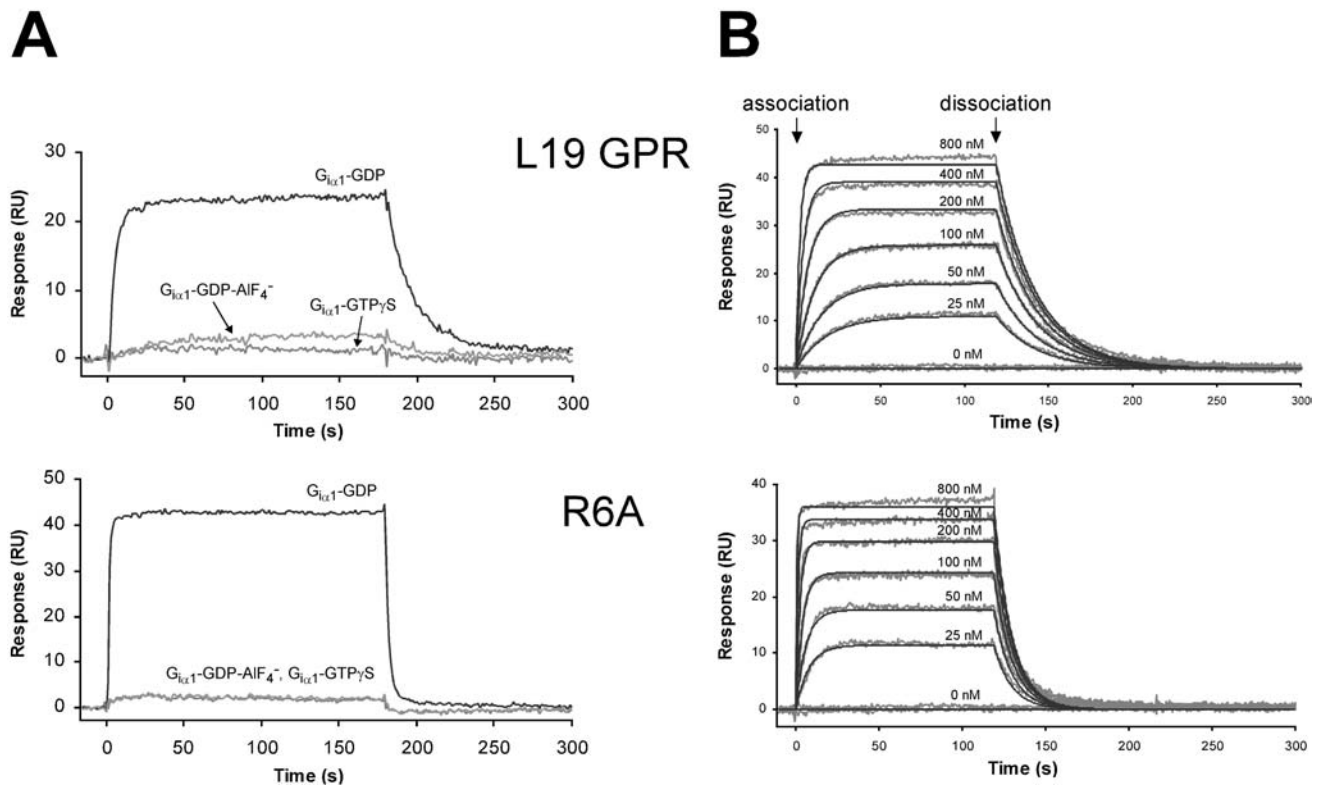 A
B
L19 GPR
30
20
10
0
Response (RU)
Giα1-GDP
Giα1-GDP-AlF4-
Giα1-GTPγS
0 50 100 150 200 250 300
Time (s)
association
dissociation
50
40
30
20
10
0
Response (RU)
800 nM
400 nM
200 nM
100 nM
50 nM
25 nM
0 nM
0 50 100 150 200 250 300
Time (s)
R6A
50
40
30
20
10
0
Response (RU)
Giα1-GDP
Giα1-GDP-AlF4-, Giα1-GTPγS
0 50 100 150 200 250 300
Time (s)
40
30
20
10
0
Response (RU)
800 nM
400 nM
200 nM
100 nM
50 nM
25 nM
0 nM
0 50 100 150 200 250 300
Time (s)